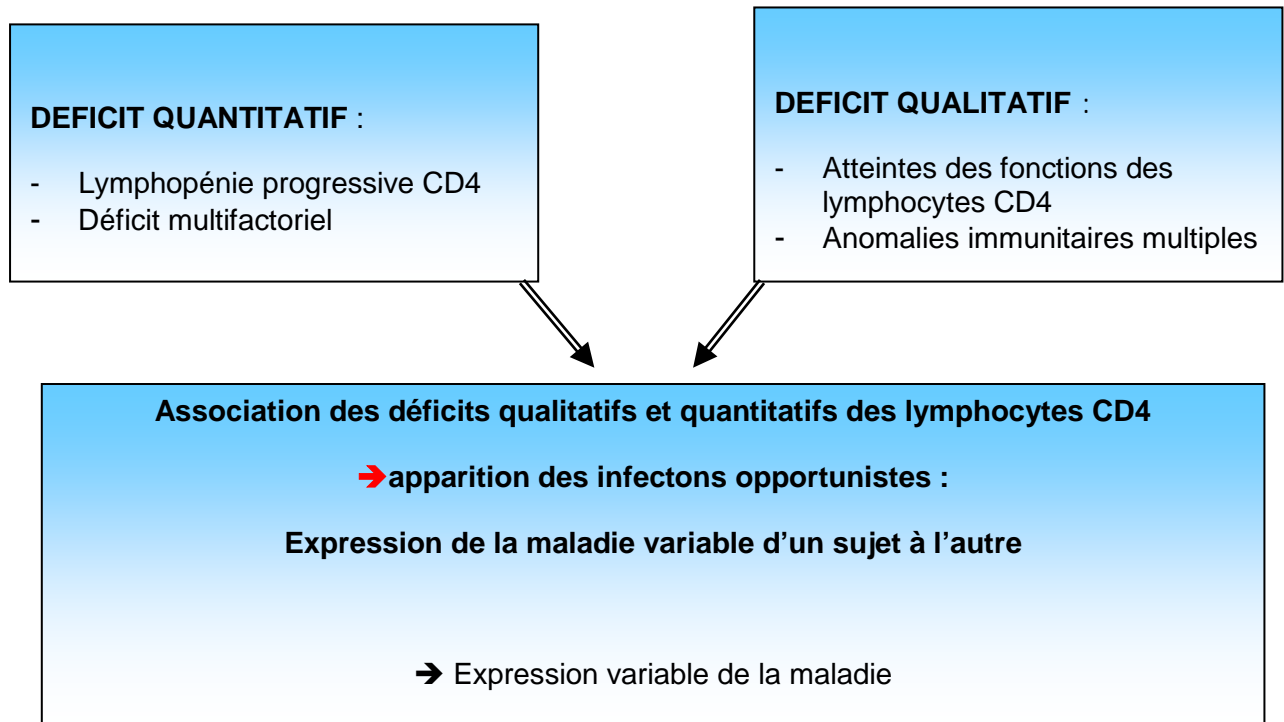 DEFICIT QUANTITATIF :
- Lymphopénie progressive CD4
- Déficit multifactoriel
DEFICIT QUALITATIF :
- Atteintes des fonctions des
lymphocytes CD4
- Anomalies immunitaires multiples
Association des déficits qualitatifs et quantitatifs des lymphocytes CD4
➔apparition des infectons opportunistes :
Expression de la maladie variable d’un sujet à l’autre
➔ Expression variable de la maladie